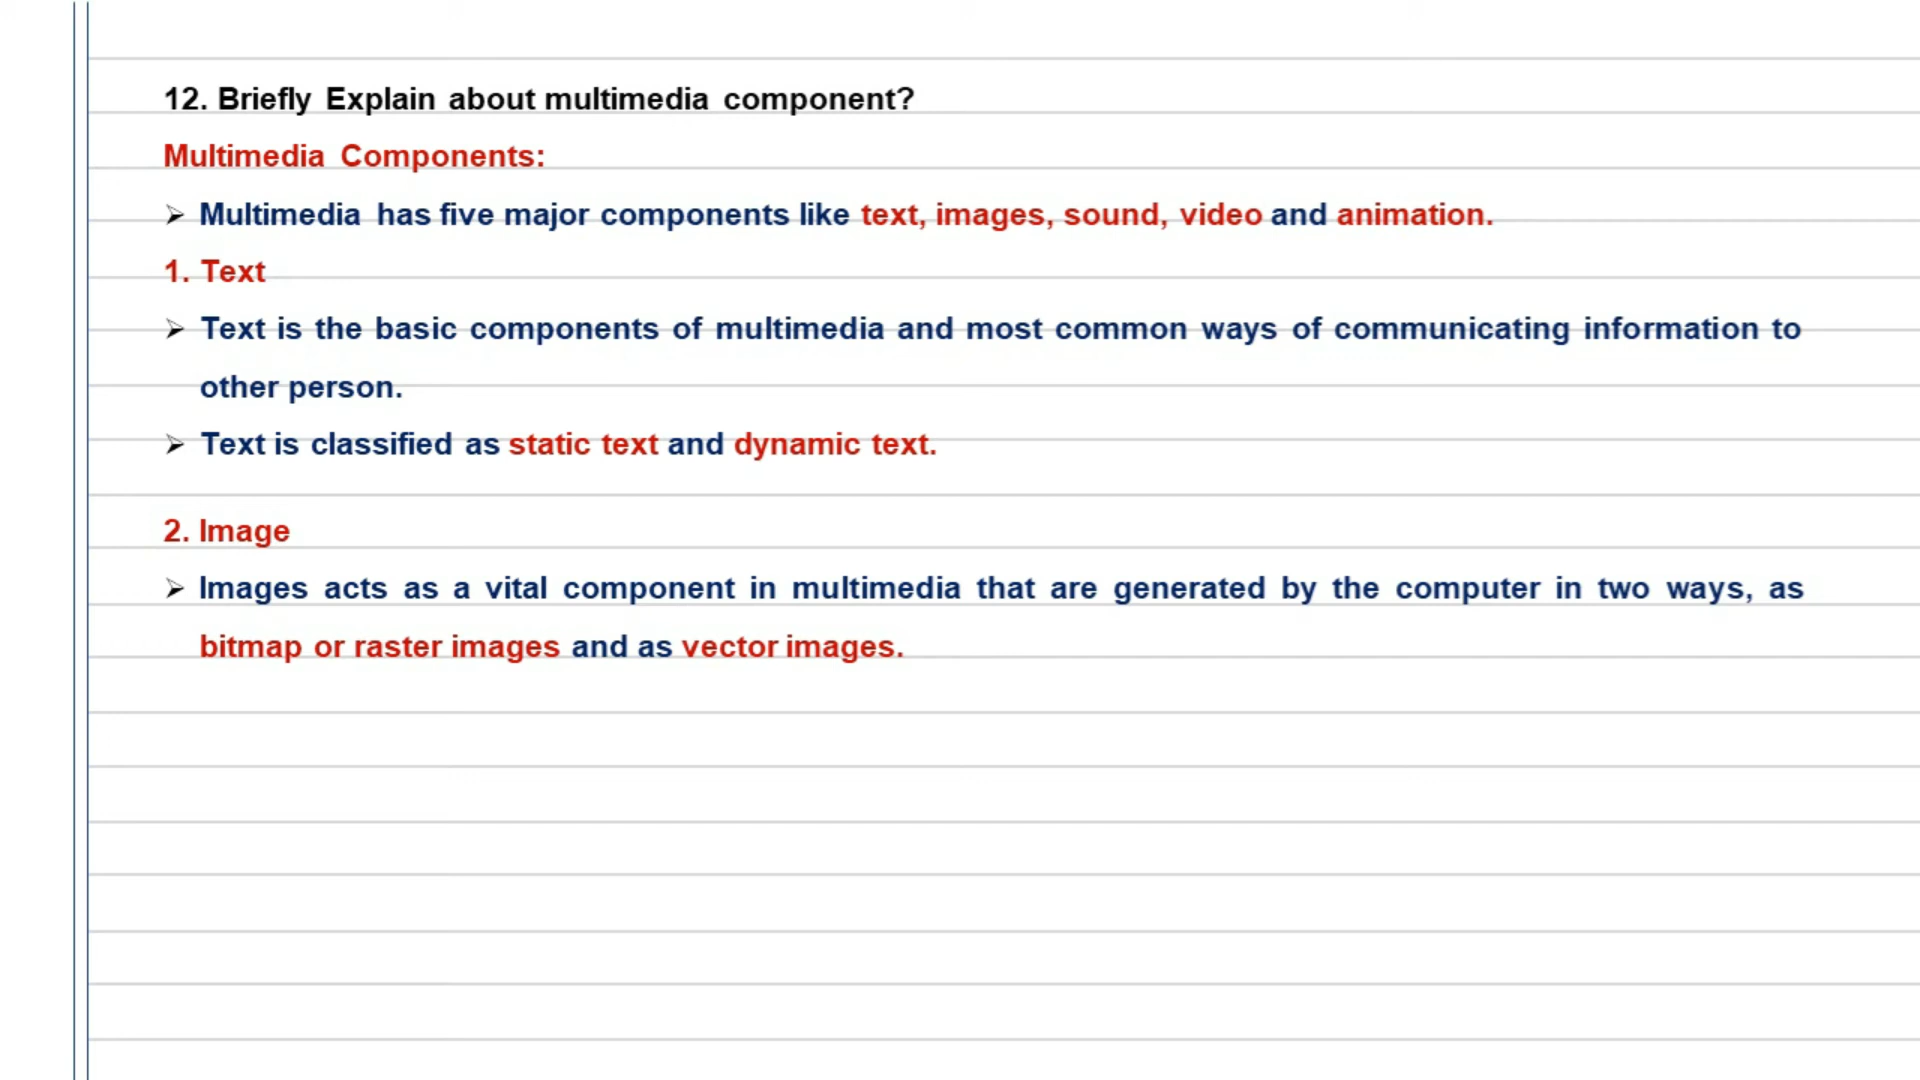 12. Briefly Explain about multimedia component?
Multimedia Components:
➢ Multimedia has five major components like text, images, sound, video and animation.
1. Text
➢ Text is the basic components of multimedia and most common ways of communicating information to
other person.
➢ Text is classified as static text and dynamic text.
2. Image
➢ Images acts as a vital component in multimedia that are generated by the computer in two ways, as
bitmap or raster images and as vector images.